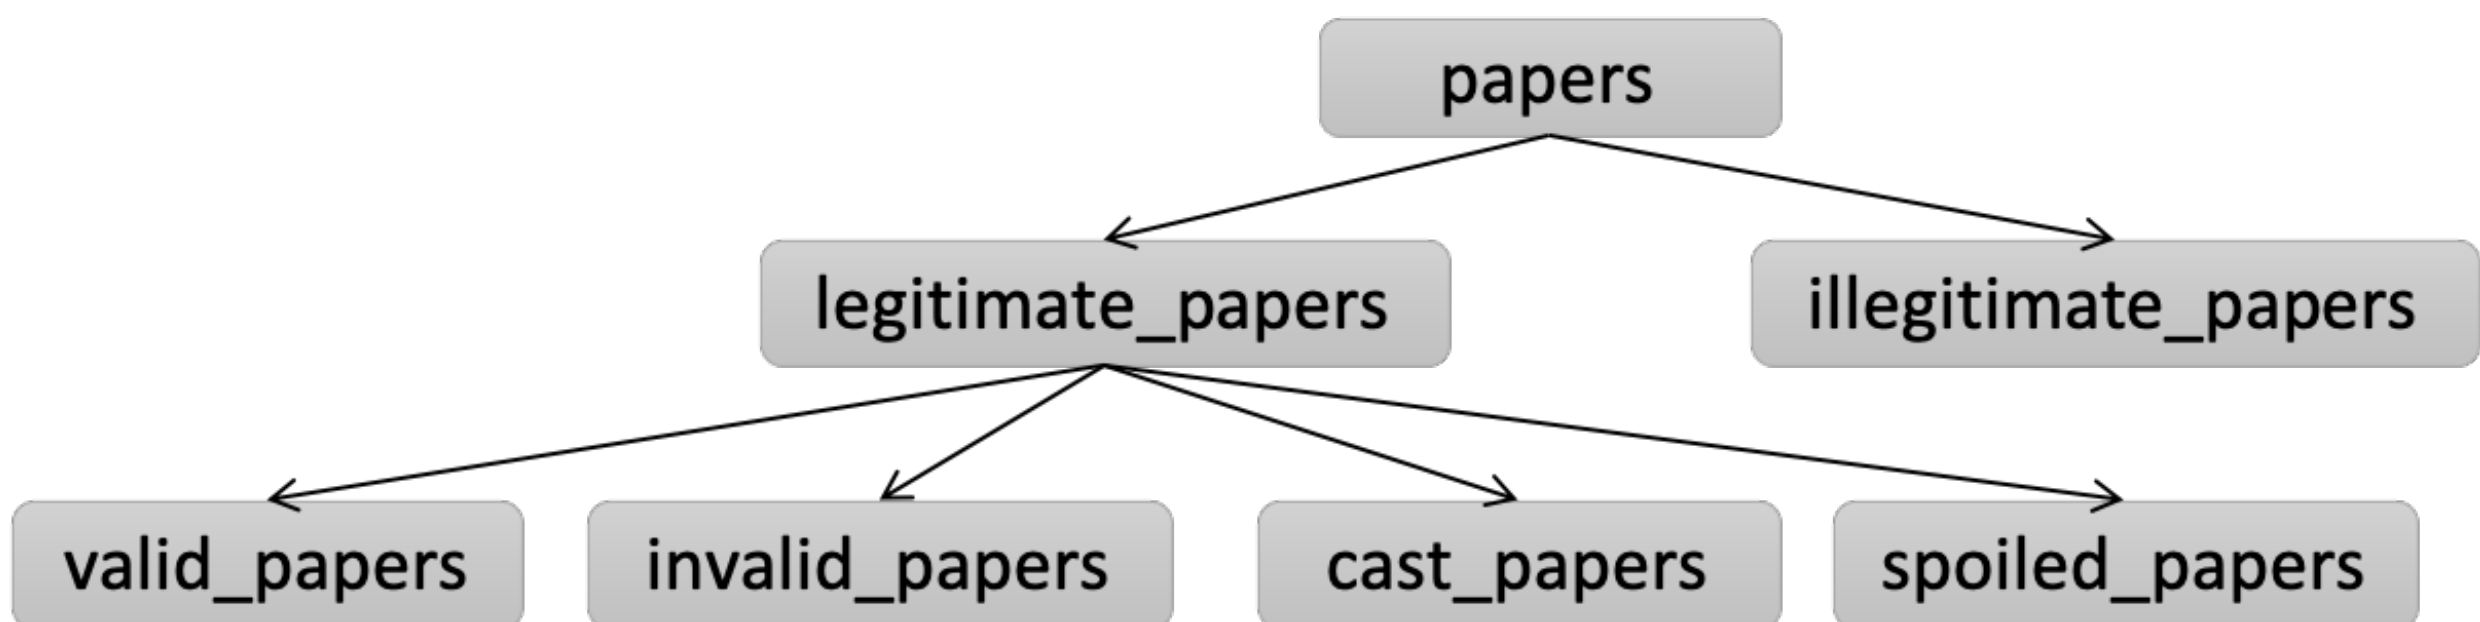 papers
legitimate_papers
illegitimate_papers
valid_papers
invalid_papers
cast_papers
spoiled_papers